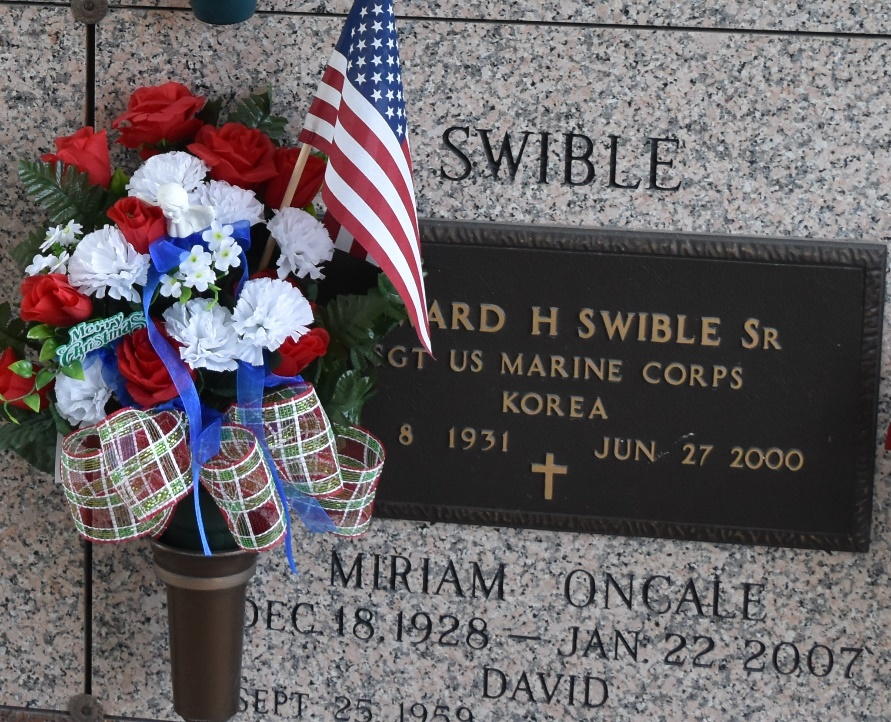 SWIBLE
Merry
Christmas
ARD H SWIBLE SR
SGT US MARINE CORPS
KOREA
8 1931 JUN 27 2000
MIRIAM ONCALE
DEC. 18, 1928 — JAN. 22, 2007
DAVID
SEPT. 25, 1959